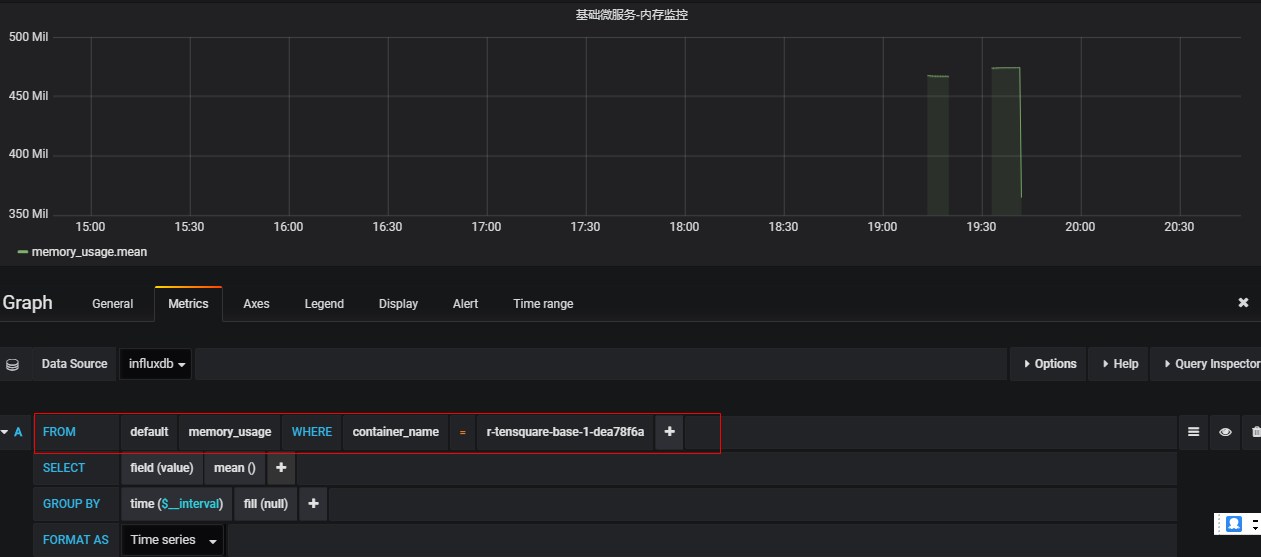 基础微服务-内存监控
500 Mil
450 Mil
400 Mil
350 Mil
15:00 15:30 16:00 16:30 17:00 17:30 18:00 18:30 19:00 19:30 20:00 20:30
memory_usage.mean
Graph General Metrics Axes Legend Display Alert Time range
Data Source influxdb Options Help Query Inspector
A FROM default memory_usage WHERE container_name = r-tensquare-base-1-dea78f6a
SELECT field (value) mean ()
GROUP BY time ($__interval) fill (null)
FORMAT AS Time series